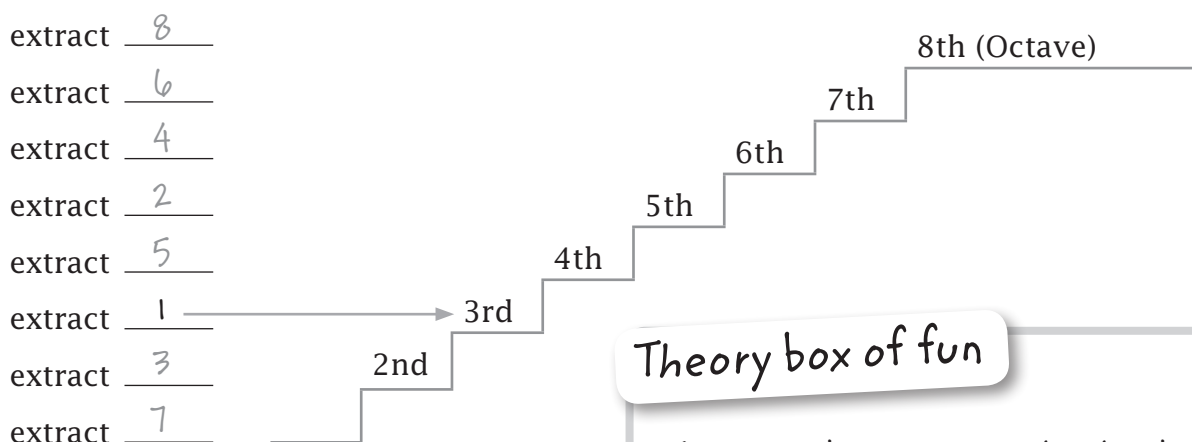 extract 8
extract 6
extract 4
extract 2
extract 5
extract 1
extract 3
extract 7
8th (Octave)
7th
6th
5th
4th
3rd
2nd
Theory box of fun